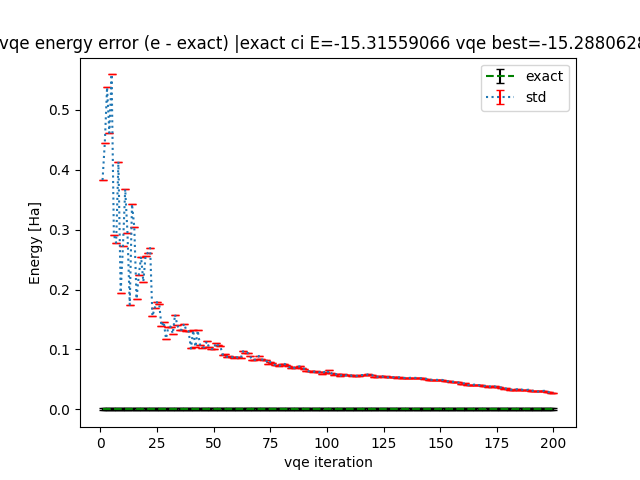 vqe energy error (e - exact) |exact ci E=-15.31559066 vqe best=-15.2880628
exact
std
Energy [Ha]
0.5
0.4
0.3
0.2
0.1
0.0
0 25 50 75 100 125 150 175 200
vqe iteration